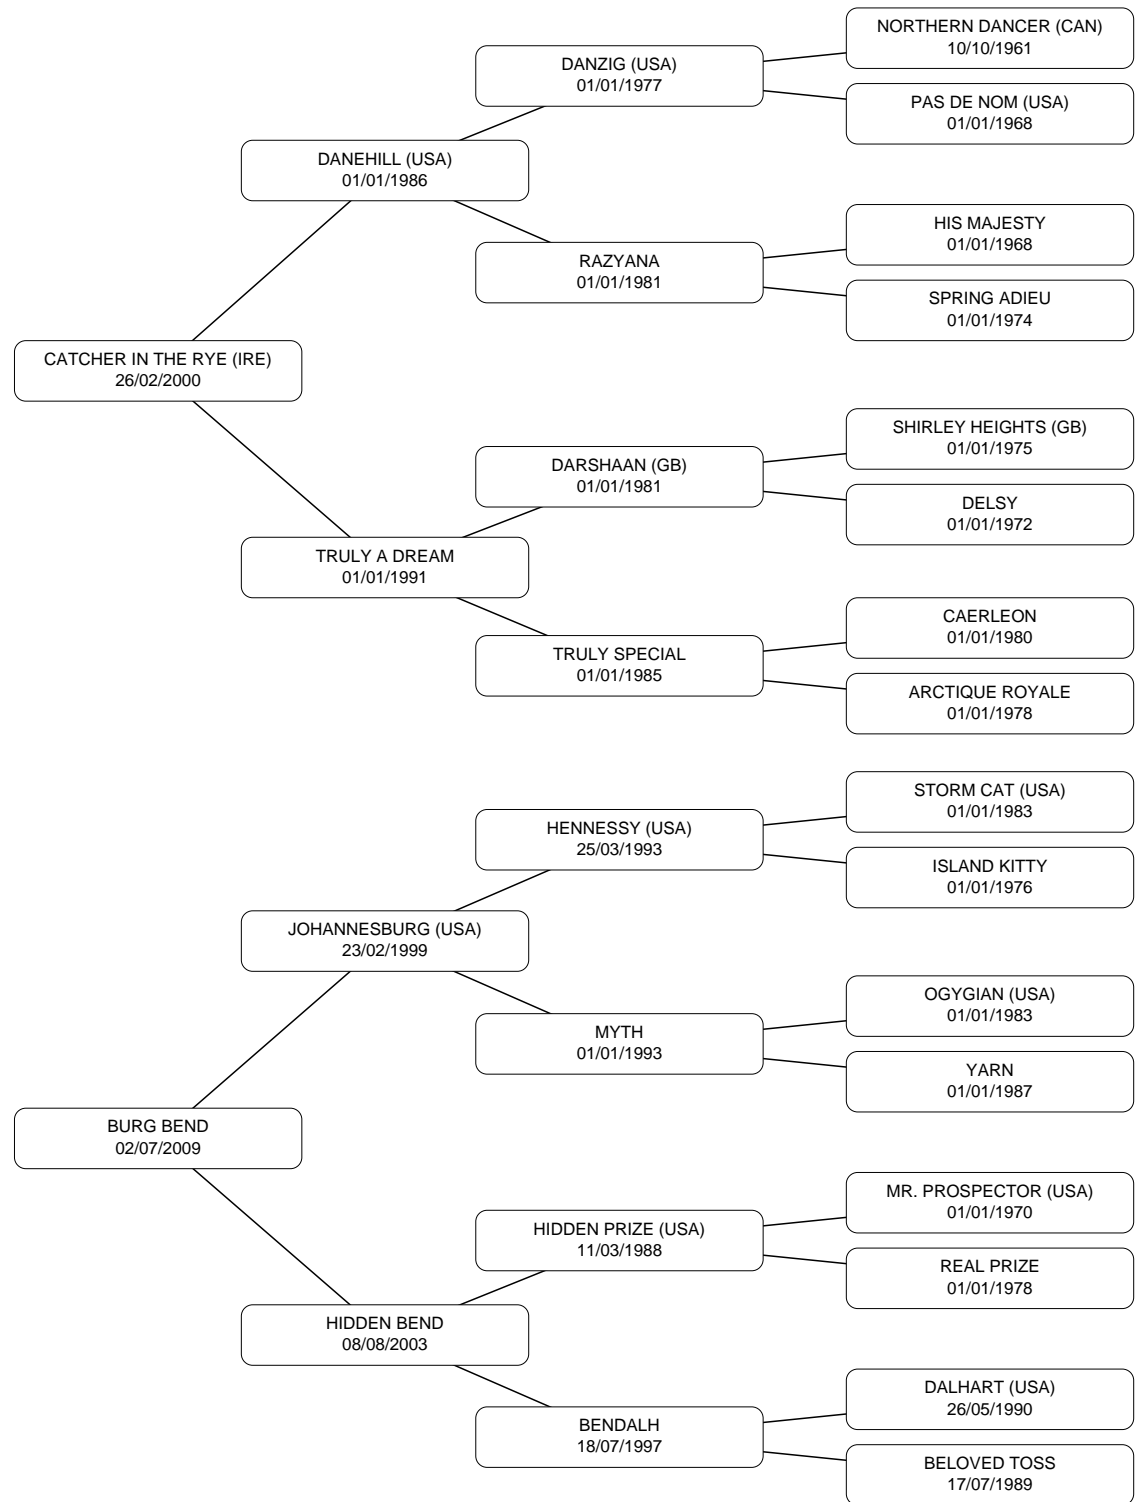 NORTHERN DANCER (CAN)
10/10/1961
DANZIG (USA)
01/01/1977
PAS DE NOM (USA)
01/01/1968
DANEHILL (USA)
01/01/1986
HIS MAJESTY
01/01/1968
RAZYANA
01/01/1981
SPRING ADIEU
01/01/1974
CATCHER IN THE RYE (IRE)
26/02/2000
SHIRLEY HEIGHTS (GB)
01/01/1975
DARSHAAN (GB)
01/01/1981
DELSY
01/01/1972
TRULY A DREAM
01/01/1991
CAERLEON
01/01/1980
TRULY SPECIAL
01/01/1985
ARCTIQUE ROYALE
01/01/1978
STORM CAT (USA)
01/01/1983
HENNESSY (USA)
25/03/1993
ISLAND KITTY
01/01/1976
JOHANNESBURG (USA)
23/02/1999
OGYGIAN (USA)
01/01/1983
MYTH
01/01/1993
YARN
01/01/1987
BURG BEND
02/07/2009
MR. PROSPECTOR (USA)
01/01/1970
HIDDEN PRIZE (USA)
11/03/1988
REAL PRIZE
01/01/1978
HIDDEN BEND
08/08/2003
DALHART (USA)
26/05/1990
BENDALH
18/07/1997
BELOVED TOSS
17/07/1989